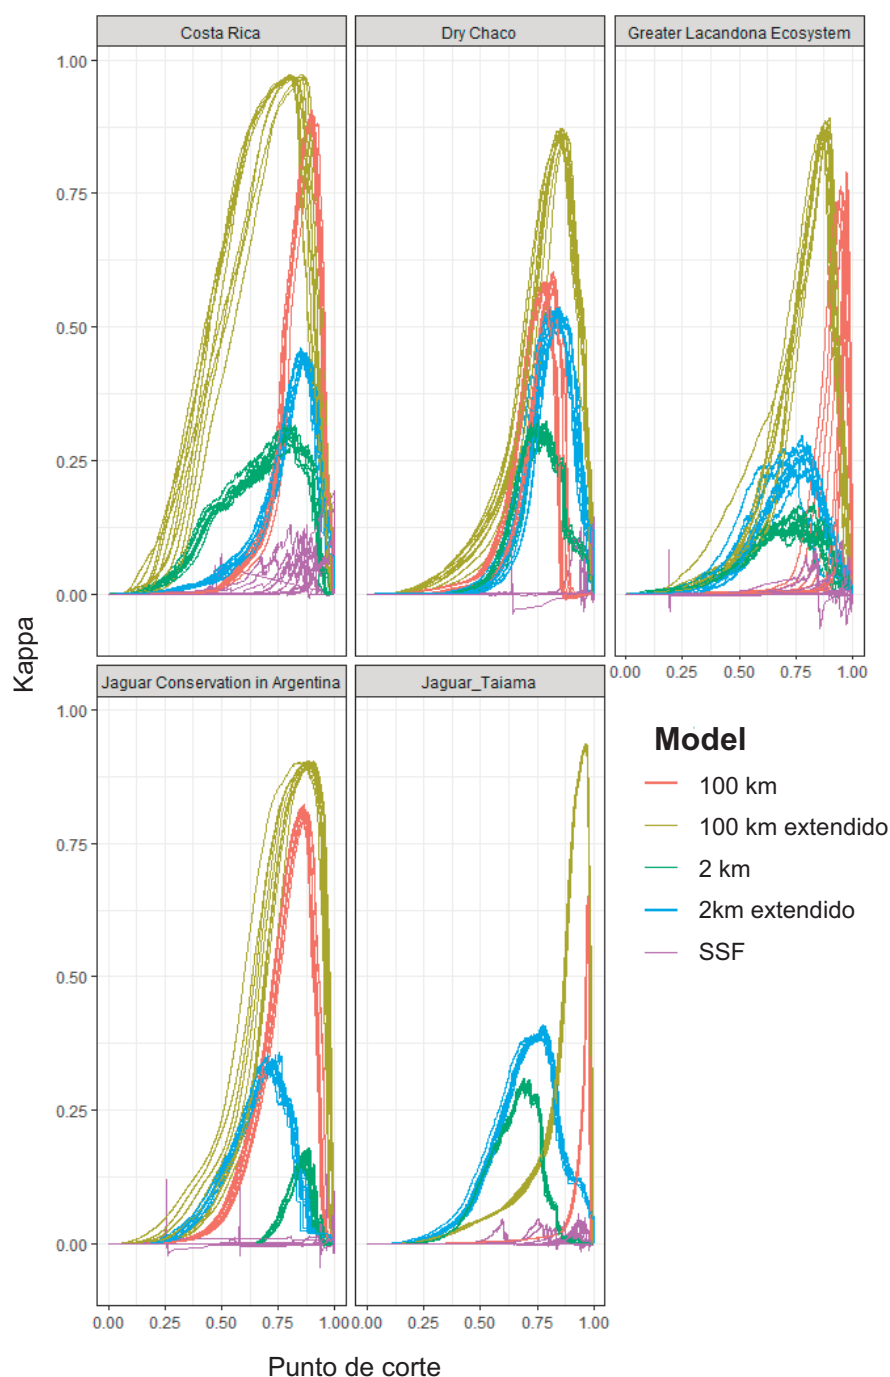 Costa Rica
Dry Chaco
Greater Lacandona Ecosystem
1.00
0.75
0.50
0.25
0.00
0.00 0.25 0.50 0.75 1.00
Kappa
Jaguar Conservation in Argentina
Jaguar_Taiama
1.00
0.75
0.50
0.25
0.00
0.00 0.25 0.50 0.75 1.00
0.00 0.25 0.50 0.75 1.00
Punto de corte
Model
100 km
100 km extendido
2 km
2km extendido
SSF